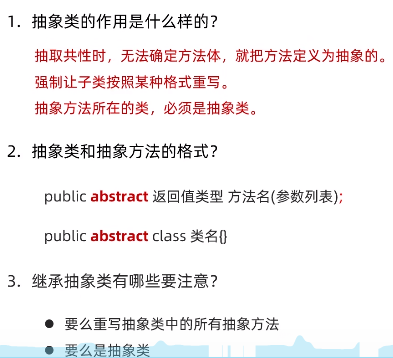 1. 抽象类的作用是什么样的？
抽取共性时，无法确定方法体，就把方法定义为抽象的。
强制让子类按照某种格式重写。
抽象方法所在的类，必须是抽象类。
2. 抽象类和抽象方法的格式？
public abstract 返回值类型 方法名(参数列表);
public abstract class 类名{}
3. 继承抽象类有哪些要注意？
● 要么重写抽象类中的所有抽象方法
● 要么是抽象类